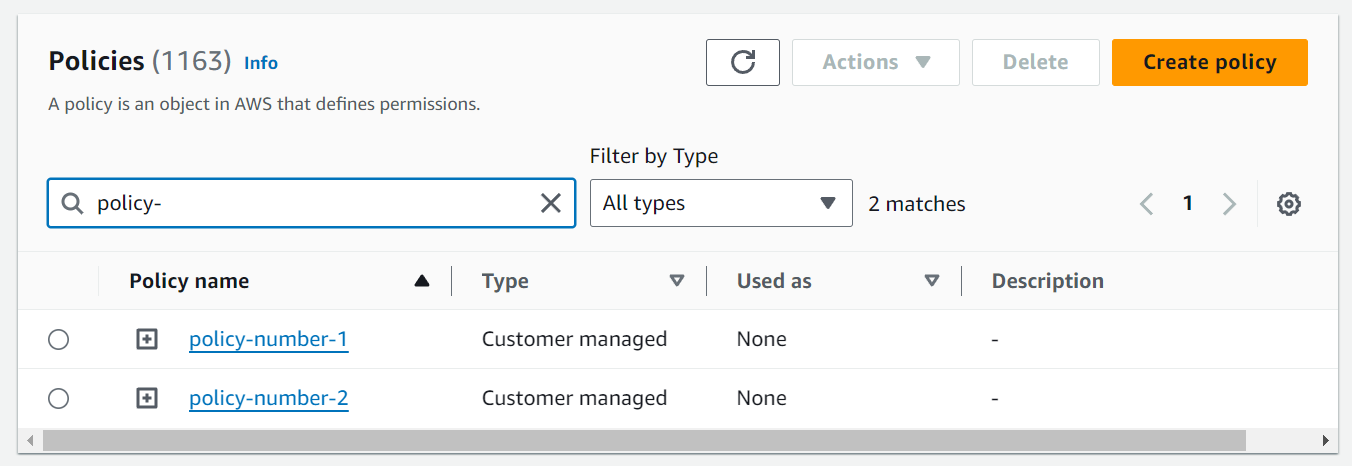 Policies (1163) Info
Actions Delete Create policy
A policy is an object in AWS that defines permissions.
Filter by Type
policy- All types 2 matches 1
Policy name Type Used as Description
policy-number-1 Customer managed None -
policy-number-2 Customer managed None -